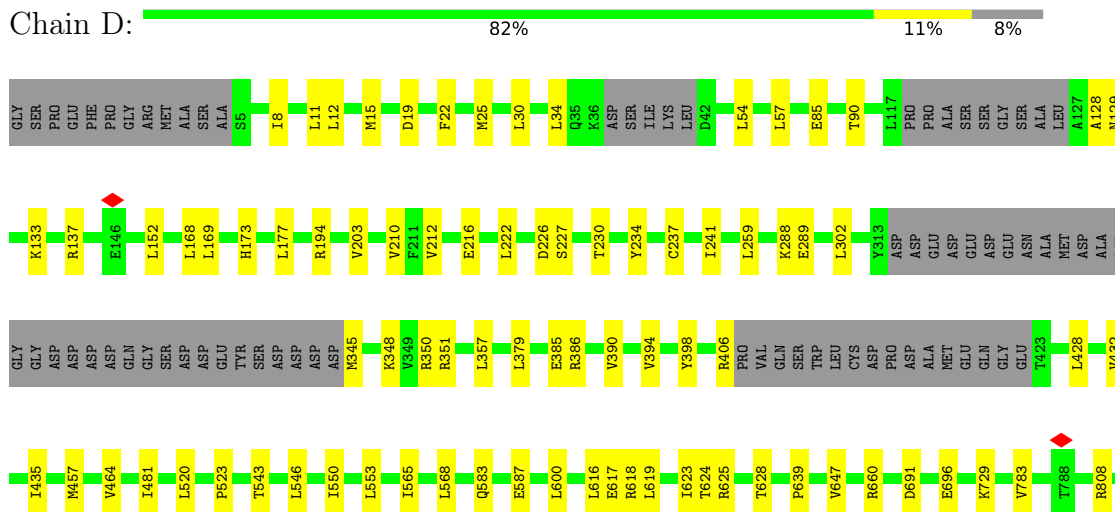 Chain D:
82% 11% 8%
GLY SER PRO GLU PHE PRO GLY ARG MET ALA SER ALA S5 I8 L11 L12 M15 D19 F22 M25 L30 L34 Q35 K36 ASP SER ILE LYS LEU D42 L54 L57 E85 T90 L117 PRO PRO ALA SER SER GLY SER ALA LEU A127 A128 N129
K133 R137 E146 L152 L168 L169 H173 L177 R194 V203 V210 F211 V212 E216 L222 D226 S227 T230 Y234 C237 I241 L259 K288 E289 L302 Y313 ASP ASP GLU ASP GLU ASP GLU ASN ALA MET ASP ALA
GLY GLY ASP ASP ASP ASP GLN GLY SER ASP ASP GLU TYR SER ASP ASP ASP ASP M345 K348 V349 R350 R351 L357 L379 E385 R386 V390 V394 Y398 R406 PRO VAL GLN SER TRP LEU CYS ASP PRO ASP ALA MET GLU GLN GLY GLU T423 L428 V432
I435 M457 V464 I481 L520 P523 T543 L546 I550 L553 I565 L568 Q583 E587 L600 L616 E617 R618 L619 I623 T624 R625 T628 P639 V647 R660 D691 E696 K729 V783 T788 R808